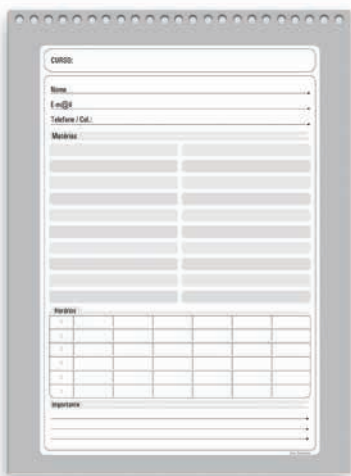 CURSO:
Nome
E-m@il
Telefone / Cel.:
Matérias
Horários
Importante